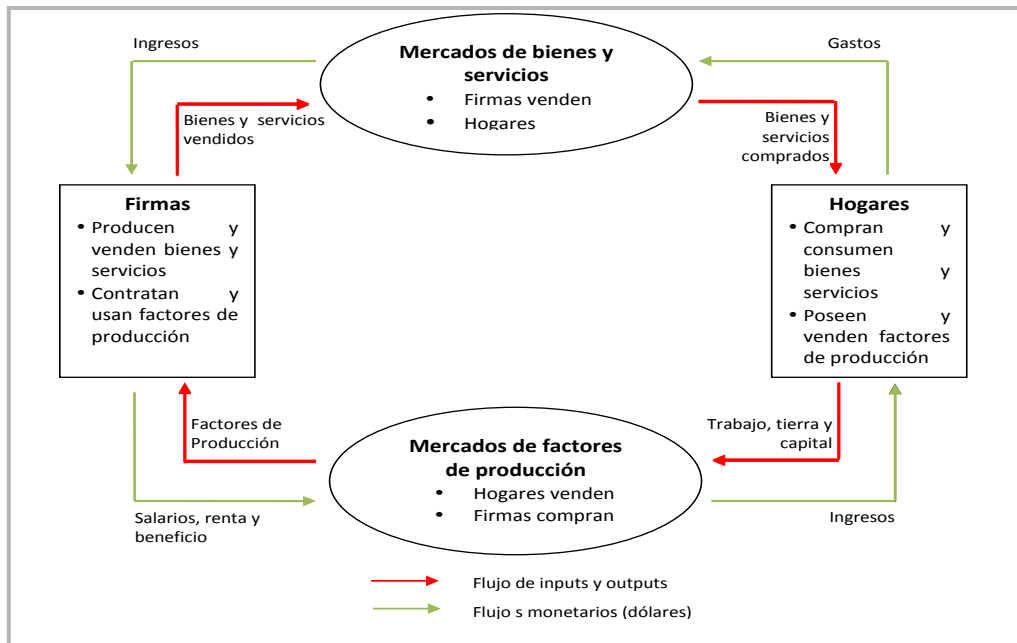 Ingresos
Mercados de bienes y
servicios
• Firmas venden
• Hogares
Gastos
Bienes y servicios
vendidos
Bienes y
servicios
comprados
Firmas
• Producen y
venden bienes y
servicios
• Contratan y
usan factores de
producción
Hogares
• Compran y
consumen
bienes y
servicios
• Poseen y
venden factores
de producción
Factores de
Producción
Mercados de factores
de producción
• Hogares venden
• Firmas compran
Trabajo, tierra y
capital
Salarios, renta y
beneficio
Ingresos
Flujo de inputs y outputs
Flujo s monetarios (dólares)